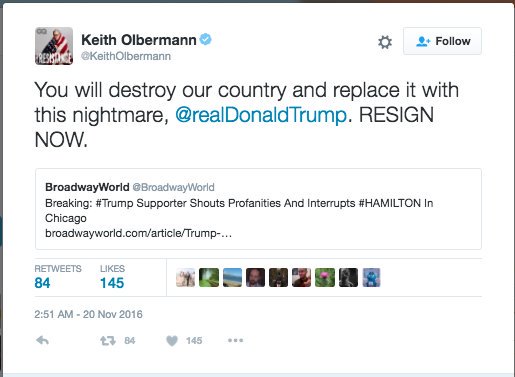 Keith Olbermann
@KeithOlbermann
Follow
RESISTANCE
You will destroy our country and replace it with
this nightmare, @realDonaldTrump. RESIGN
NOW.
BroadwayWorld @BroadwayWorld
Breaking: #Trump Supporter Shouts Profanities And Interrupts #HAMILTON In
Chicago
broadwayworld.com/article/Trump-…
RETWEETS LIKES
84 145
2:51 AM - 20 Nov 2016
84 145